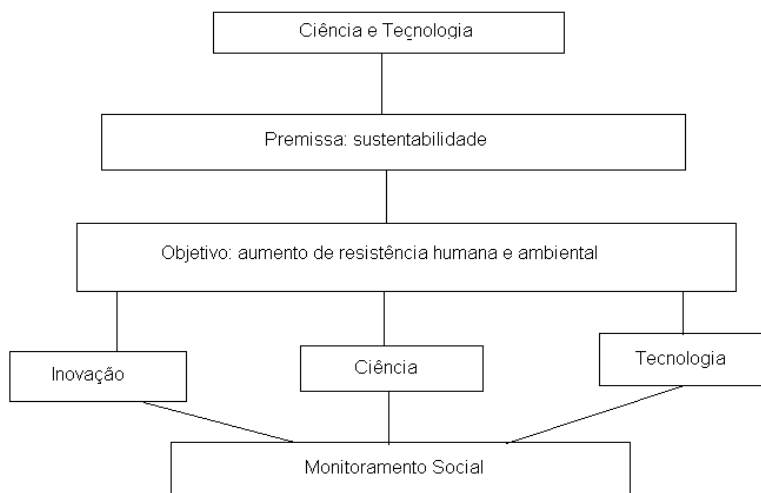 Ciência e Tecnologia
Premissa: sustentabilidade
Objetivo: aumento de resistência humana e ambiental
Inovação
Ciência
Tecnologia
Monitoramento Social